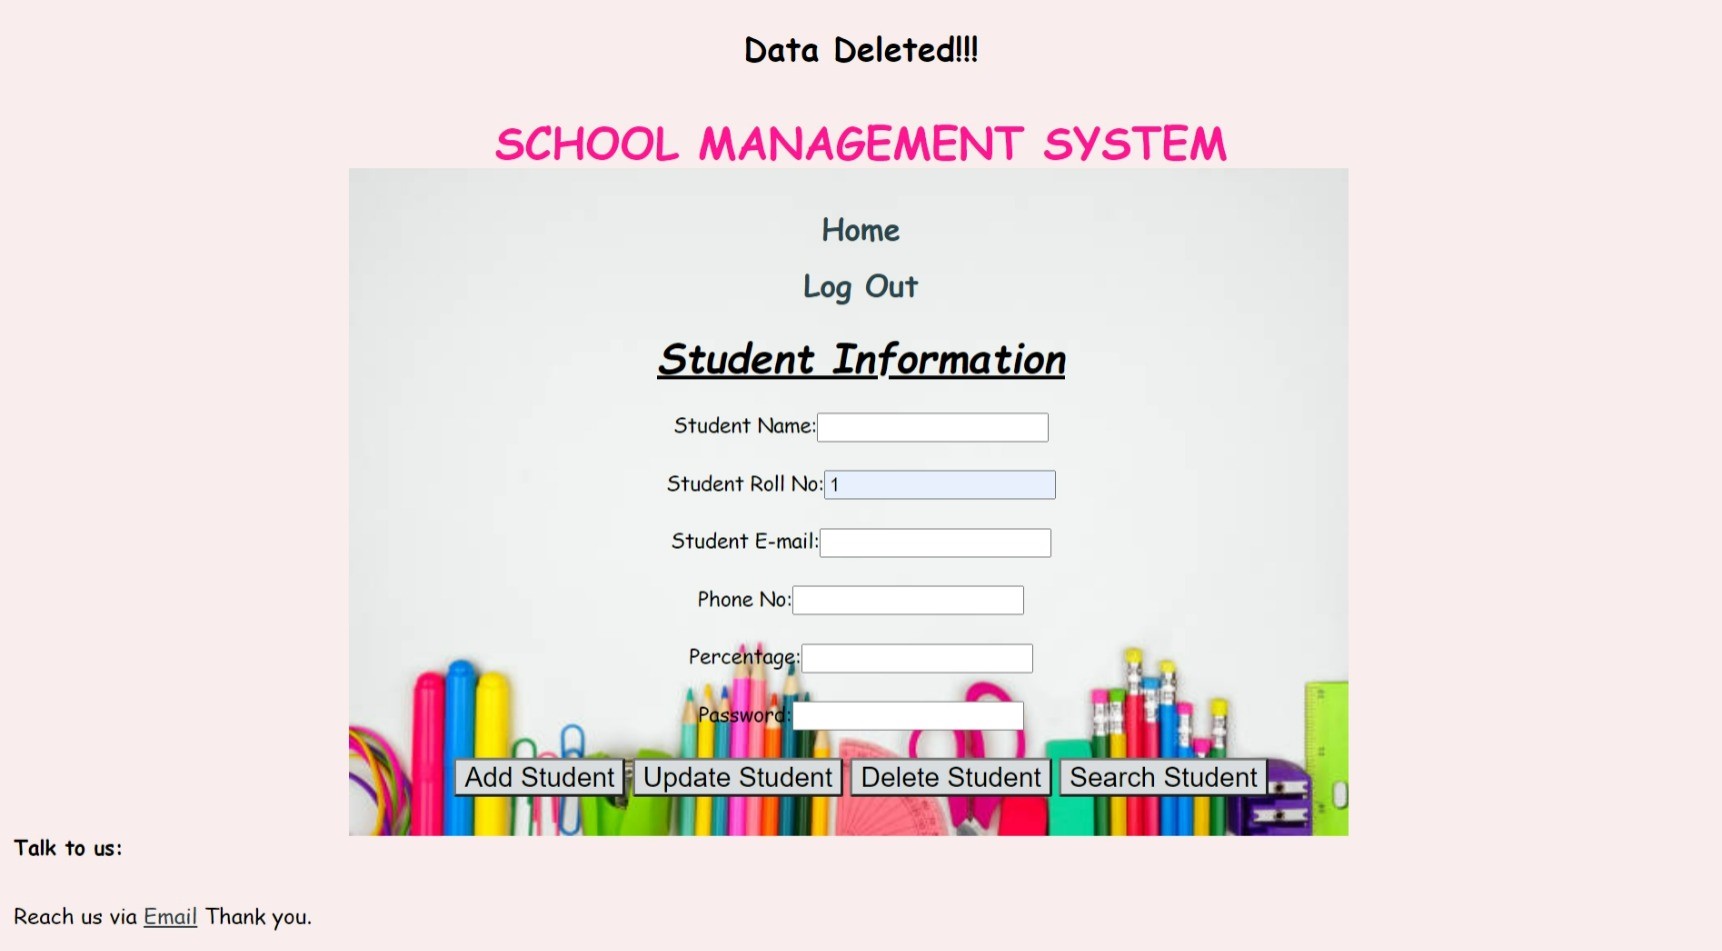 Data Deleted!!!
SCHOOL MANAGEMENT SYSTEM
Home
Log Out
Student Information
Student Name:
Student Roll No: 1
Student E-mail:
Phone No:
Percentage:
Password:
Add Student Update Student Delete Student Search Student
Talk to us:
Reach us via Email Thank you.